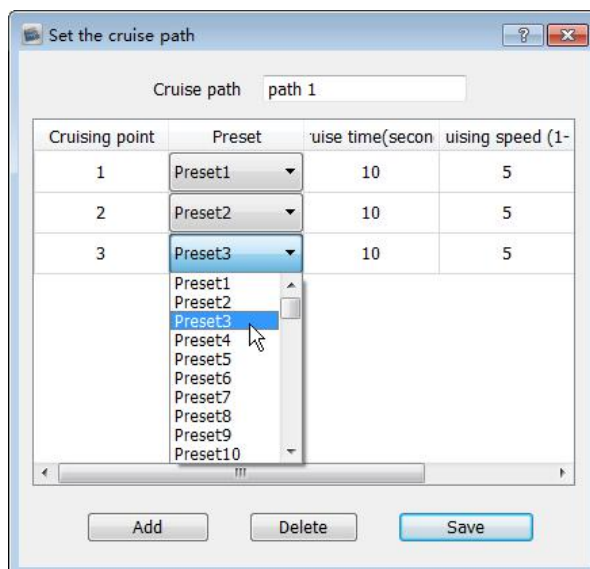 Set the cruise path
Cruise path path 1
Cruising point Preset uise time(secon uising speed (1-
1 Preset1 10 5
2 Preset2 10 5
3 Preset3 10 5
Preset1
Preset2
Preset3
Preset4
Preset5
Preset6
Preset7
Preset8
Preset9
Preset10
Add Delete Save